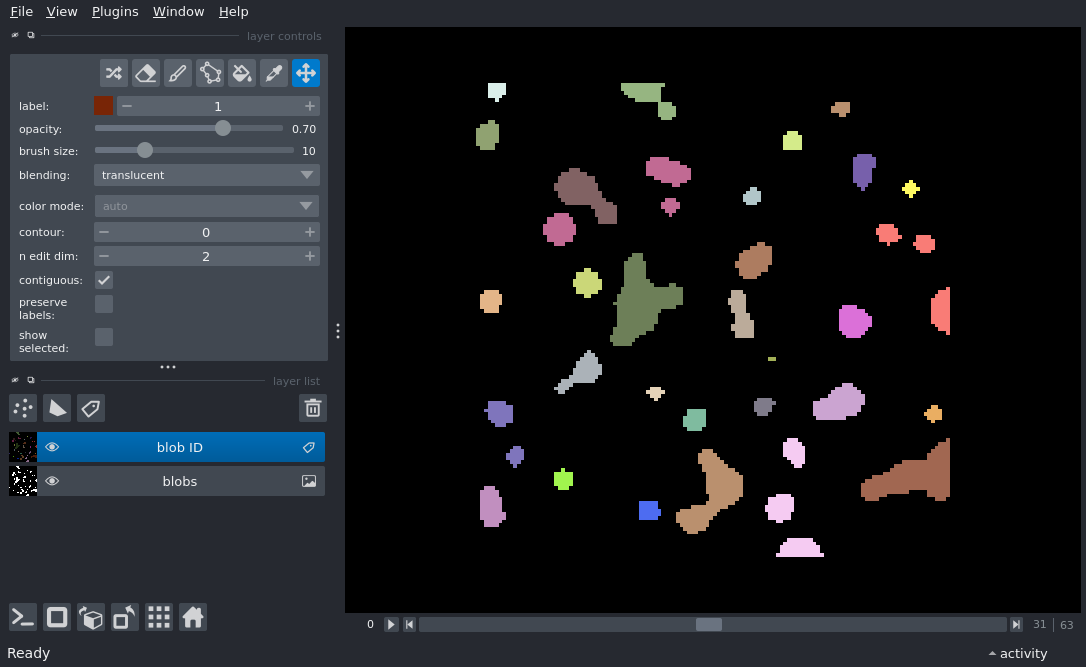 File View Plugins Window Help
layer controls
label: 1
opacity: 0.70
brush size: 10
blending: translucent
color mode: auto
contour: 0
n edit dim: 2
contiguous:
preserve
labels:
show
selected:
layer list
blob ID
blobs
0 31 63
Ready activity